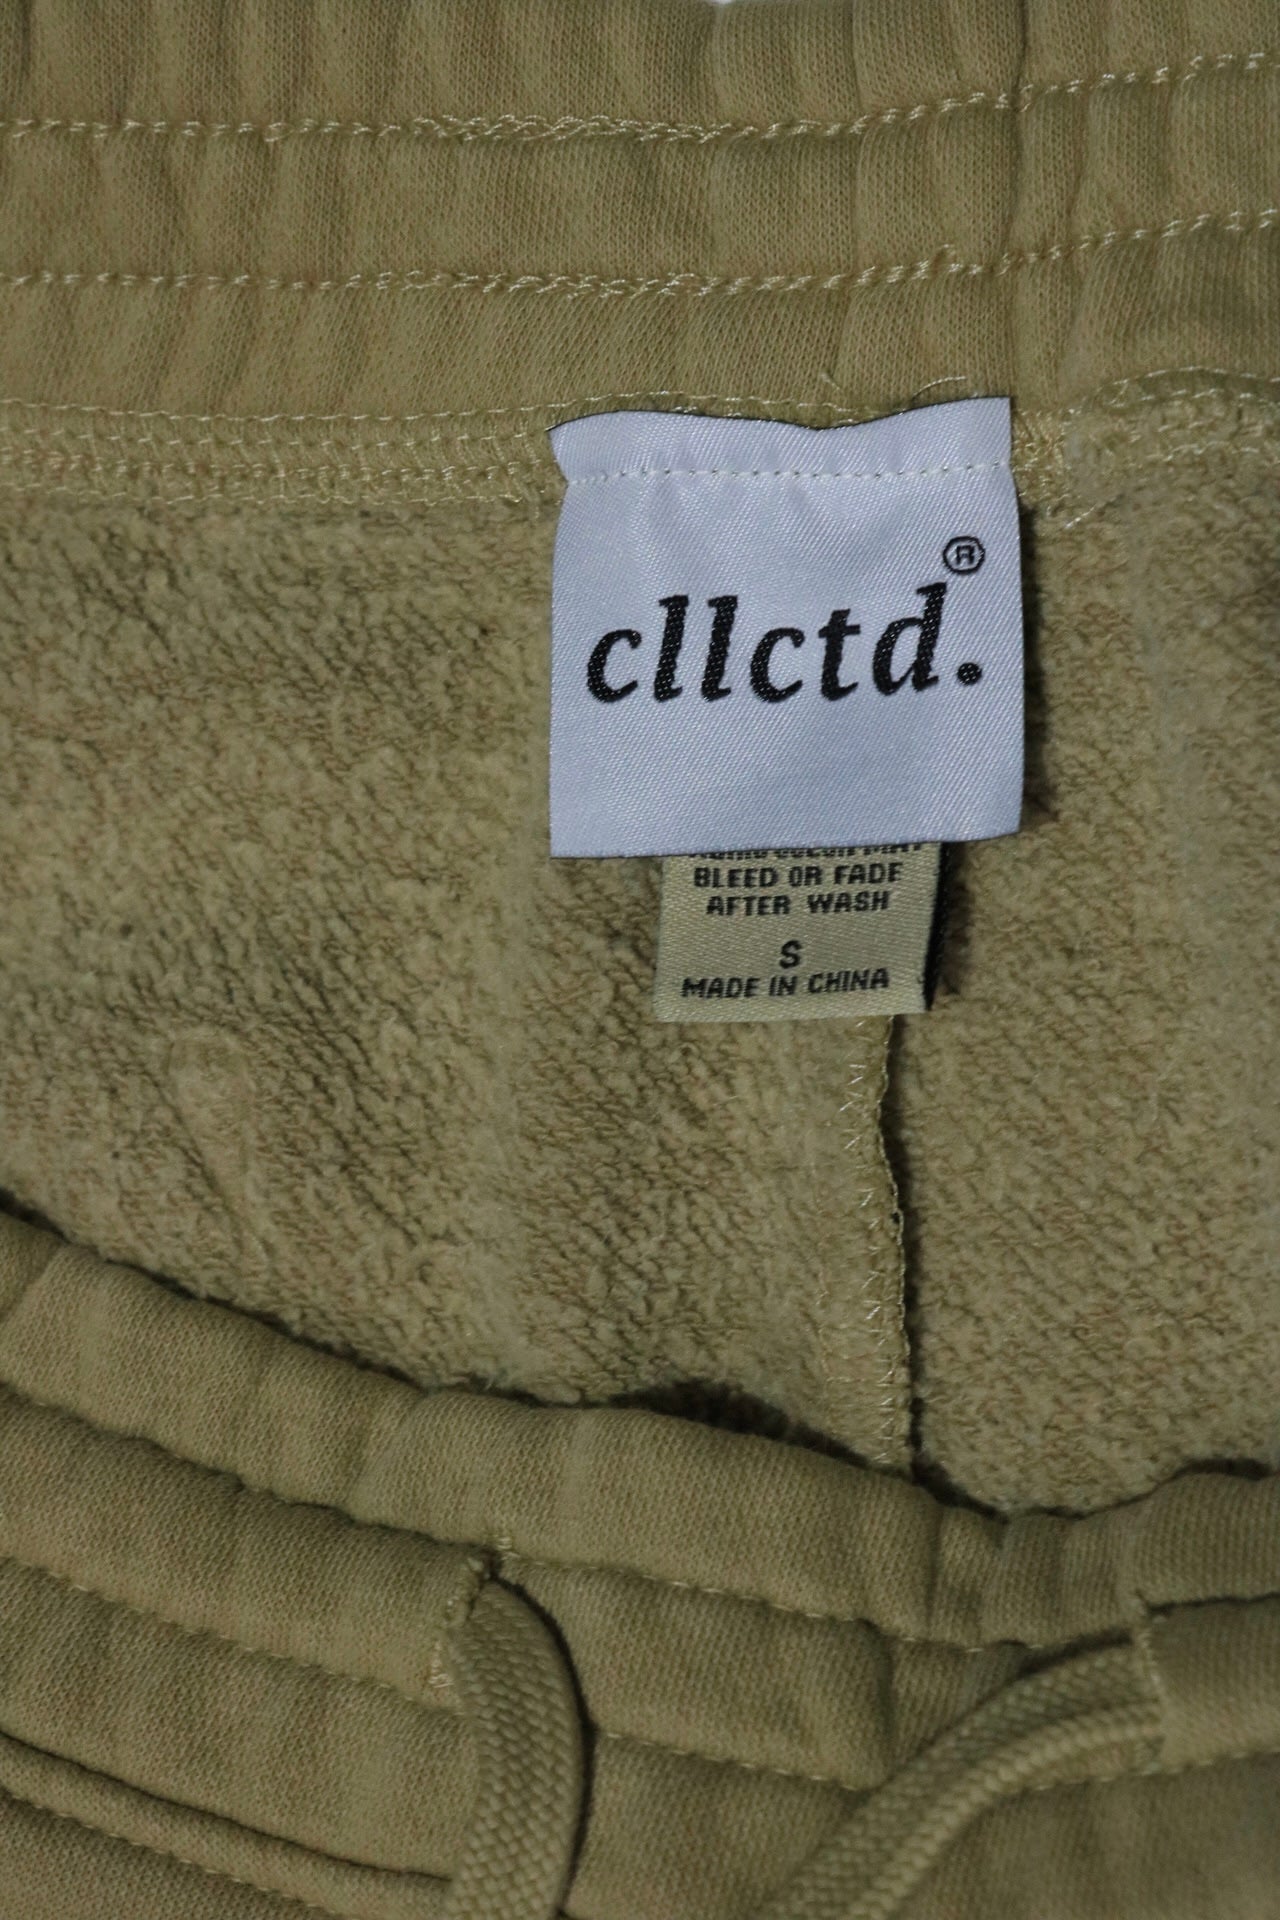 cllctd.®
BLEED OR FADE
AFTER WASH
S
MADE IN CHINA